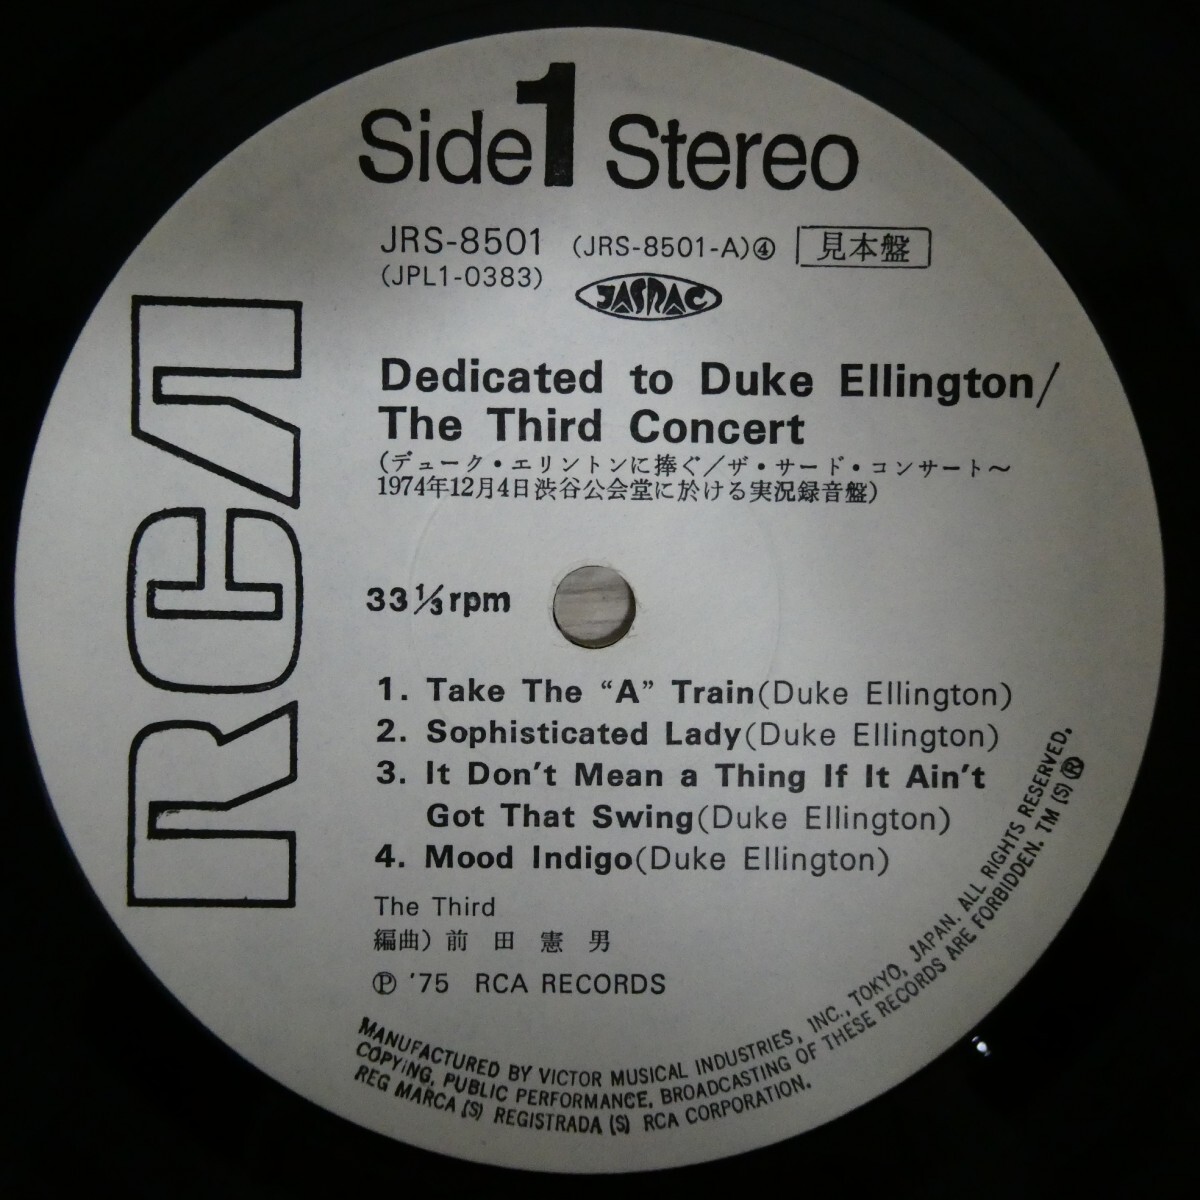 Side 1 Stereo
JRS-8501 (JRS-8501-A)④ 見本盤
(JPL1-0383)
JASRAC
Dedicated to Duke Ellington/
The Third Concert
(デューク・エリントンに捧ぐ/ザ・サード・コンサート〜
1974年12月4日渋谷公会堂に於ける実況録音盤)
RCA
33⅓rpm
1. Take The “A” Train(Duke Ellington)
2. Sophisticated Lady(Duke Ellington)
3. It Don't Mean a Thing If It Ain't
Got That Swing(Duke Ellington)
4. Mood Indigo(Duke Ellington)
The Third
編曲) 前 田 憲 男
Ⓟ '75 RCA RECORDS
MANUFACTURED BY VICTOR MUSICAL INDUSTRIES, INC., TOKYO, JAPAN. ALL RIGHTS RESERVED.
COPYING, PUBLIC PERFORMANCE, BROADCASTING OF THESE RECORDS ARE FORBIDDEN. TM (S) ®
REG MARCA (S) REGISTRADA (S) RCA CORPORATION.